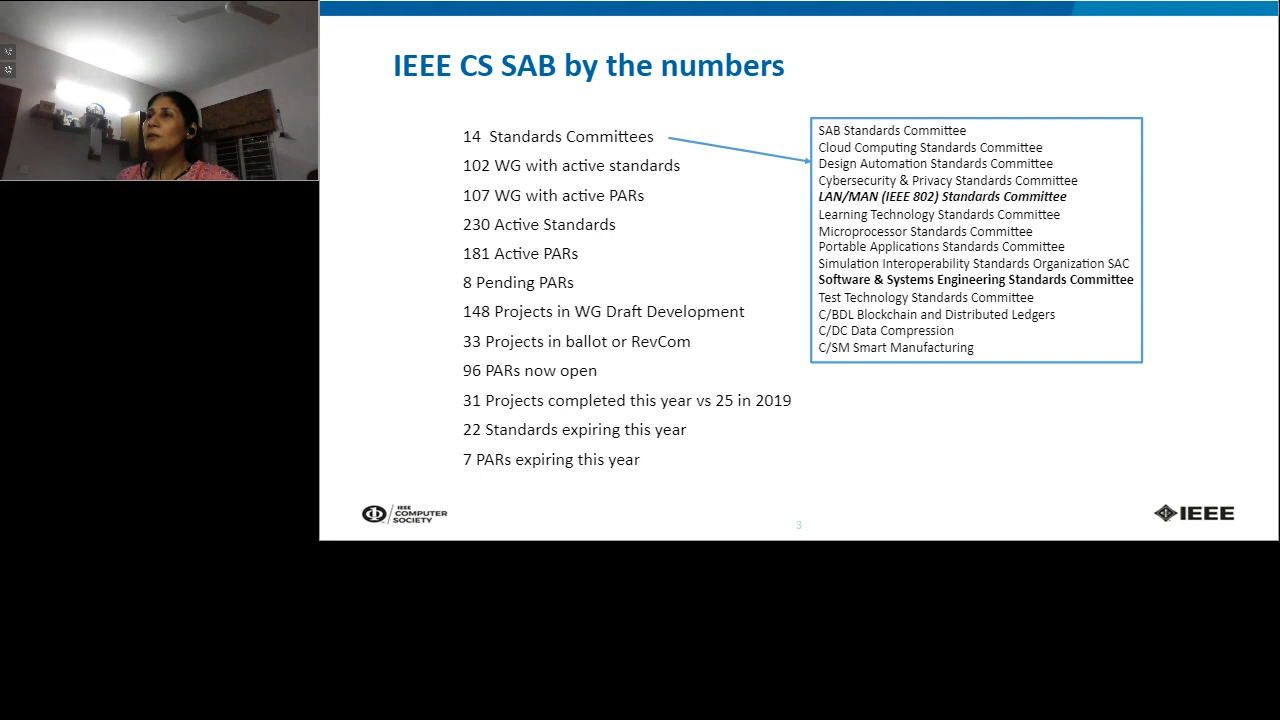 IEEE CS SAB by the numbers
14 Standards Committees
102 WG with active standards
107 WG with active PARs
230 Active Standards
181 Active PARs
8 Pending PARs
148 Projects in WG Draft Development
33 Projects in ballot or RevCom
96 PARs now open
31 Projects completed this year vs 25 in 2019
22 Standards expiring this year
7 PARs expiring this year
SAB Standards Committee
Cloud Computing Standards Committee
Design Automation Standards Committee
Cybersecurity & Privacy Standards Committee
LAN/MAN (IEEE 802) Standards Committee
Learning Technology Standards Committee
Microprocessor Standards Committee
Portable Applications Standards Committee
Simulation Interoperability Standards Organization SAC
Software & Systems Engineering Standards Committee
Test Technology Standards Committee
C/BDL Blockchain and Distributed Ledgers
C/DC Data Compression
C/SM Smart Manufacturing
IEEE
COMPUTER
SOCIETY
3
IEEE